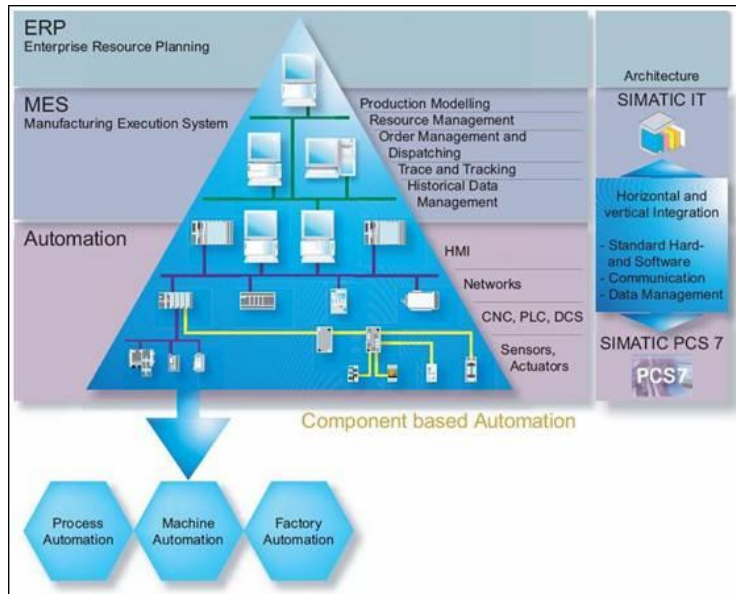 ERP
Enterprise Resource Planning
MES
Manufacturing Execution System
Production Modelling
Resource Management
Order Management and
Dispatching
Trace and Tracking
Historical Data
Management
Automation
HMI
Networks
CNC, PLC, DCS
Sensors,
Actuators
Component based Automation
Architecture
SIMATIC IT
Horizontal and
vertical Integration
- Standard Hard-
and Software
- Communication
- Data Management
SIMATIC PCS 7
PCS7
Process
Automation
Machine
Automation
Factory
Automation